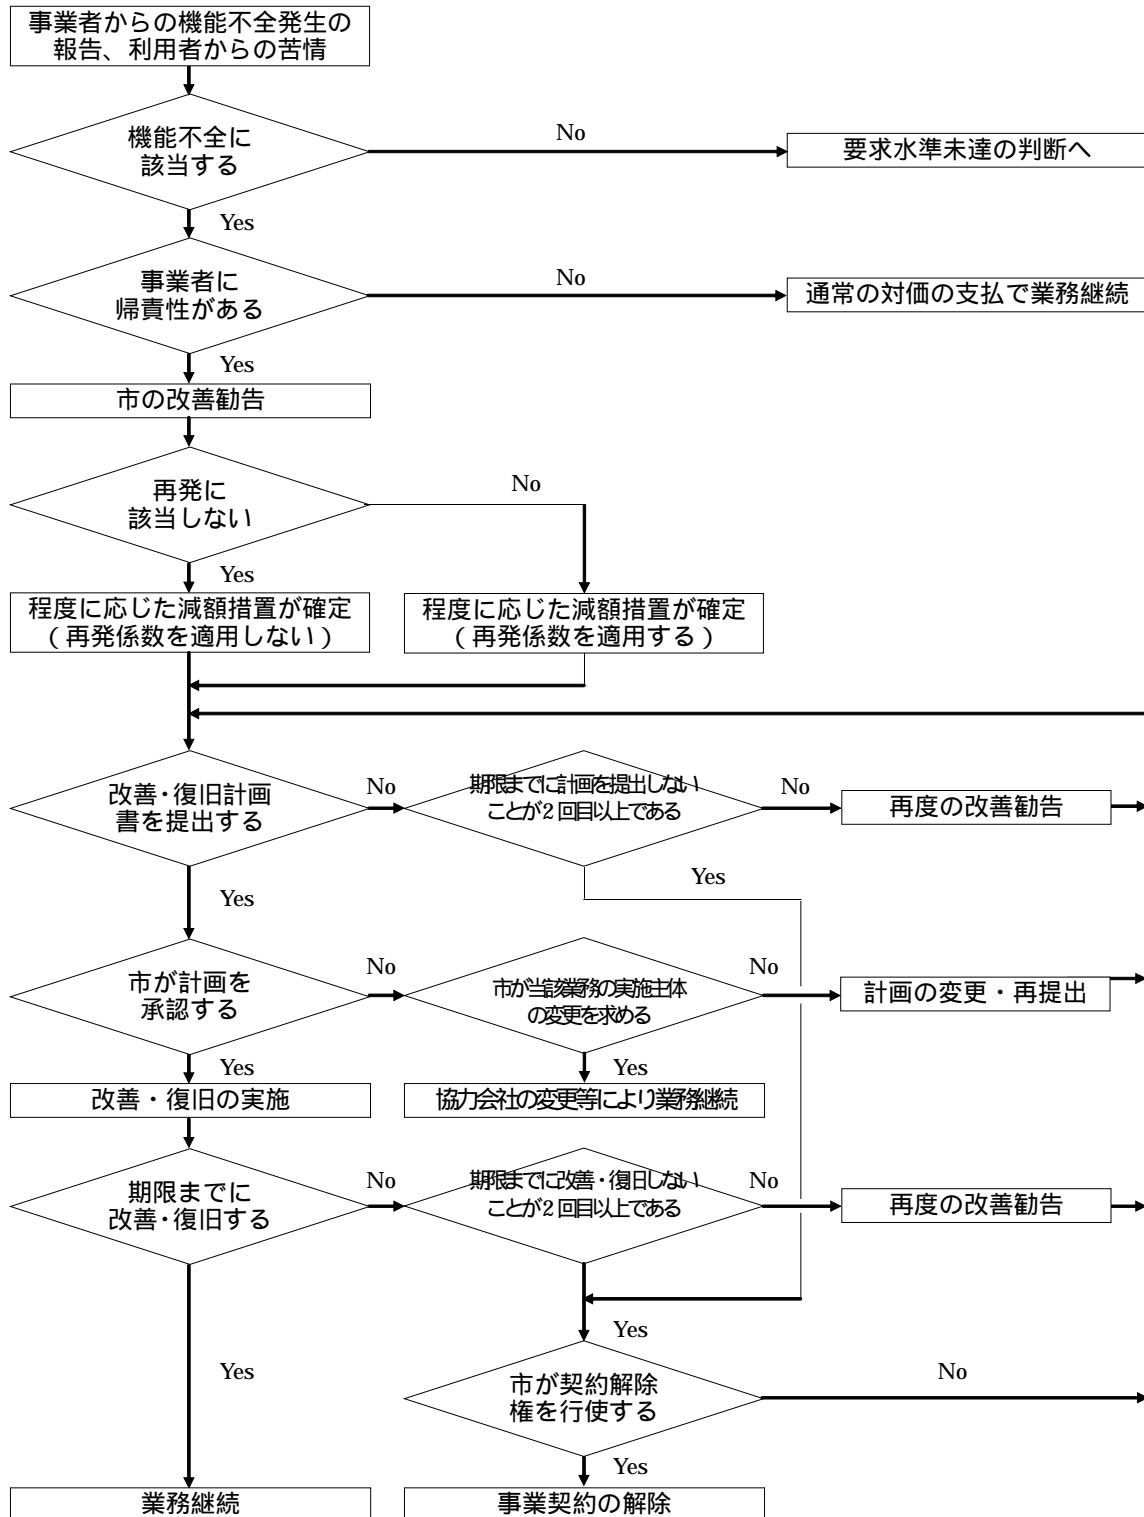 事業者からの機能不全発生の
報告、利用者からの苦情
機能不全に
該当する
No
要求水準未達の判断へ
Yes
事業者に
帰責性がある
No
通常の対価の支払で業務継続
Yes
市の改善勧告
再発に
該当しない
No
Yes
程度に応じた減額措置が確定
(再発係数を適用しない)
程度に応じた減額措置が確定
(再発係数を適用する)
改善・復旧計画
書を提出する
No
期限までに計画を提出しない
ことが2回目以上である
No
再度の改善勧告
Yes
Yes
市が計画を
承認する
No
市が当該業務の実施主体
の変更を求める
No
計画の変更・再提出
Yes
Yes
改善・復旧の実施
協力会社の変更等により業務継続
期限までに
改善・復旧する
No
期限までに改善・復旧しない
ことが2回目以上である
No
再度の改善勧告
Yes
Yes
市が契約解除
権を行使する
No
Yes
業務継続
事業契約の解除